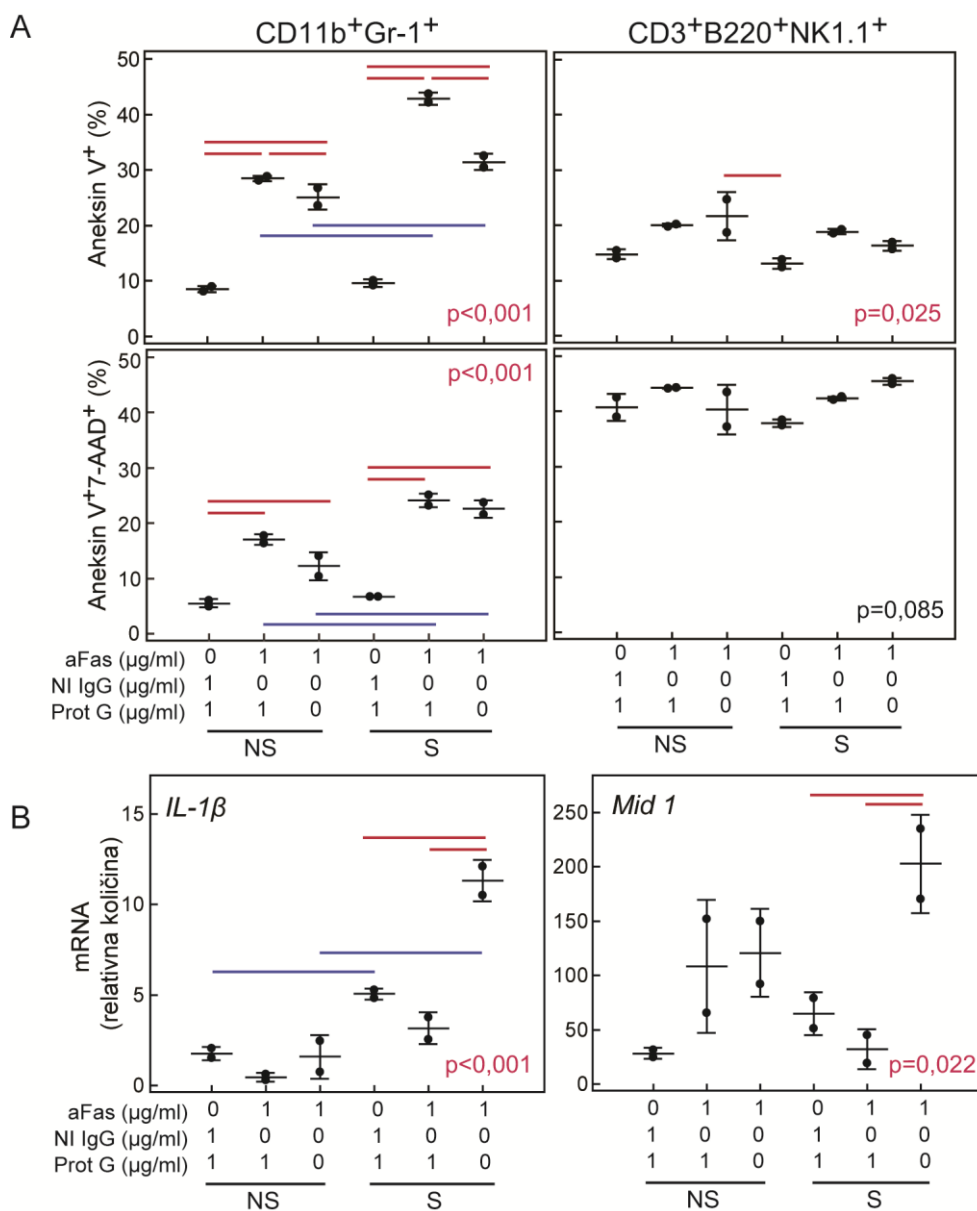 A
CD11b+Gr-1+
CD3+B220+NK1.1+
Aneksin V+ (%)
50
40
30
20
10
0
p<0,001
p=0,025
Aneksin V+7-AAD+ (%)
50
40
30
20
10
0
p<0,001
p=0,085
aFas (µg/ml) 0 1 1 0 1 1 0 1 1 0 1 1
NI IgG (µg/ml) 1 0 0 1 0 0 1 0 0 1 0 0
Prot G (µg/ml) 1 1 0 1 1 0 1 1 0 1 1 0
NS S NS S
B
IL-1β
mRNA
(relativna količina)
15
10
5
0
p<0,001
Mid 1
250
200
150
100
50
0
p=0,022
aFas (µg/ml) 0 1 1 0 1 1 0 1 1 0 1 1
NI IgG (µg/ml) 1 0 0 1 0 0 1 0 0 1 0 0
Prot G (µg/ml) 1 1 0 1 1 0 1 1 0 1 1 0
NS S NS S